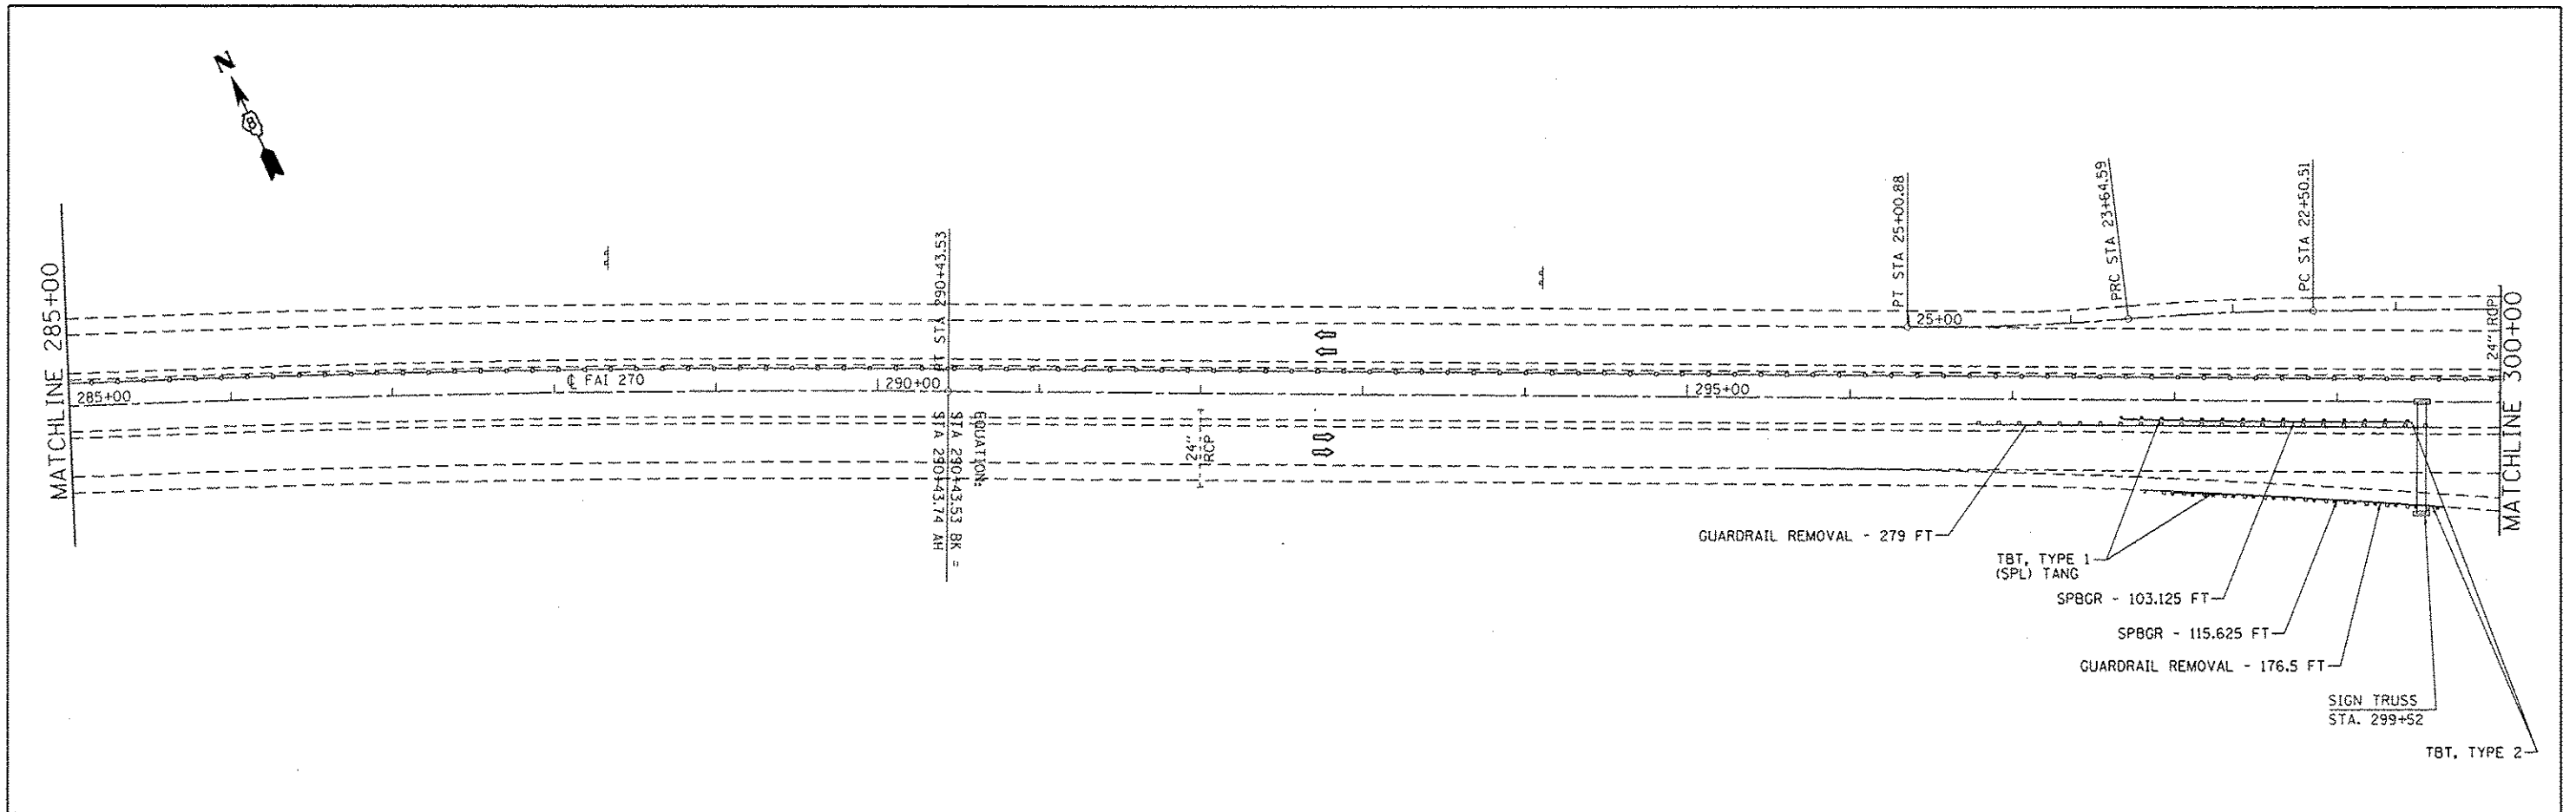 N
MATCHLINE 285+00
285+00
℄ FAI 270
290+00
PT STA 290+43.53
EQUATION:
STA 290+43.53 BK =
STA 290+43.74 AH
24"
RCP
295+00
PT STA 25+00.88
25+00
PRC STA 23+64.59
PC STA 22+50.51
24" RCP
MATCHLINE 300+00
GUARDRAIL REMOVAL - 279 FT
TBT, TYPE 1
(SPL) TANG
SPBGR - 103.125 FT
SPBGR - 115.625 FT
GUARDRAIL REMOVAL - 176.5 FT
SIGN TRUSS
STA. 299+52
TBT, TYPE 2